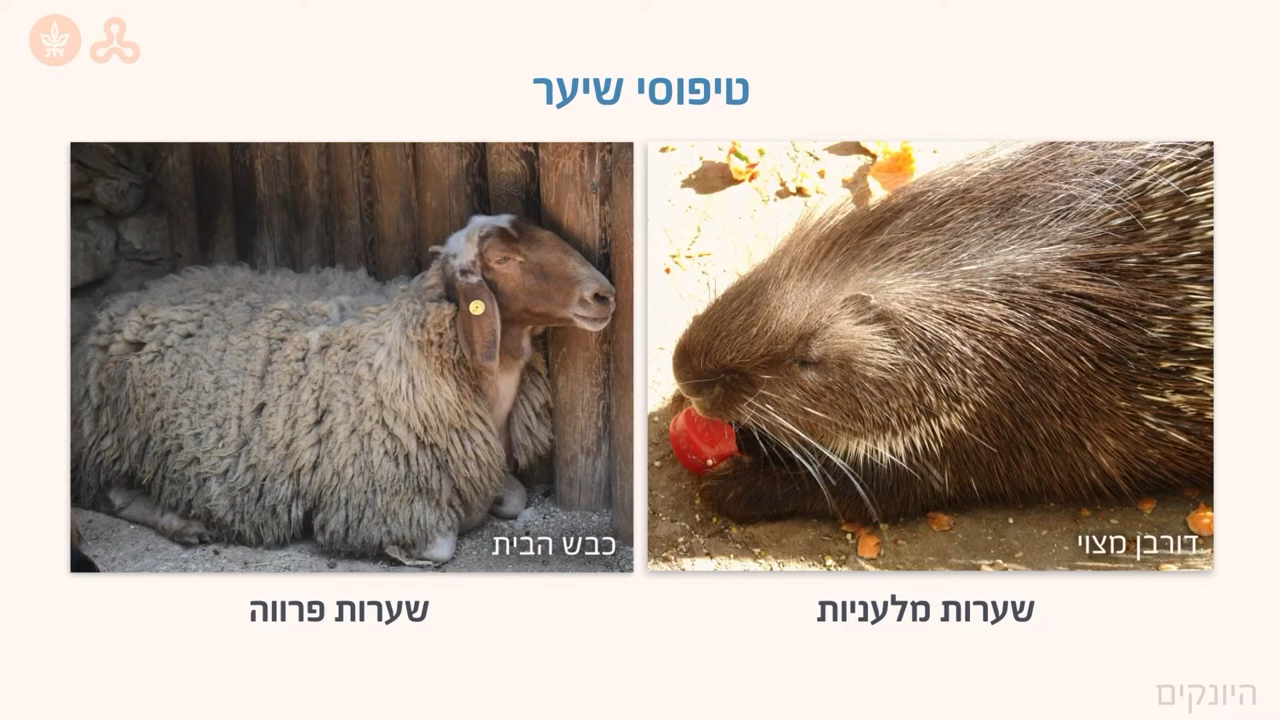 טיפוסי שיער
דורבן מצוי
כבש הבית
שערות מלעניות
שערות פרווה
היונקים